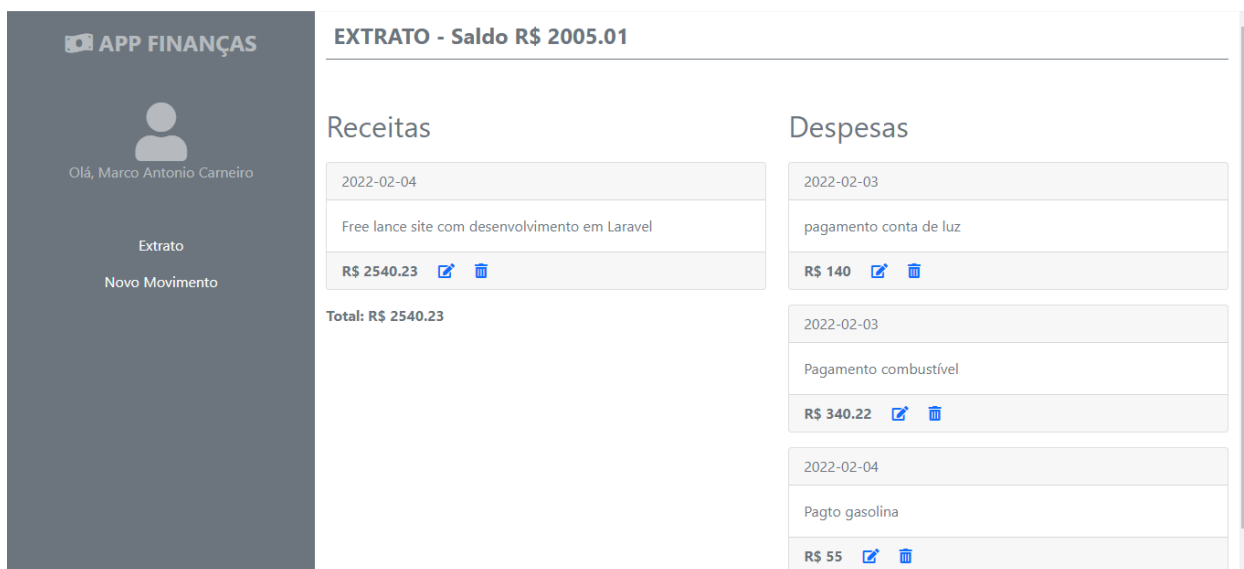 APP FINANÇAS
Olá, Marco Antonio Carneiro
Extrato
Novo Movimento
EXTRATO - Saldo R$ 2005.01
Receitas
2022-02-04
Free lance site com desenvolvimento em Laravel
R$ 2540.23
Total: R$ 2540.23
Despesas
2022-02-03
pagamento conta de luz
R$ 140
2022-02-03
Pagamento combustível
R$ 340.22
2022-02-04
Pagto gasolina
R$ 55